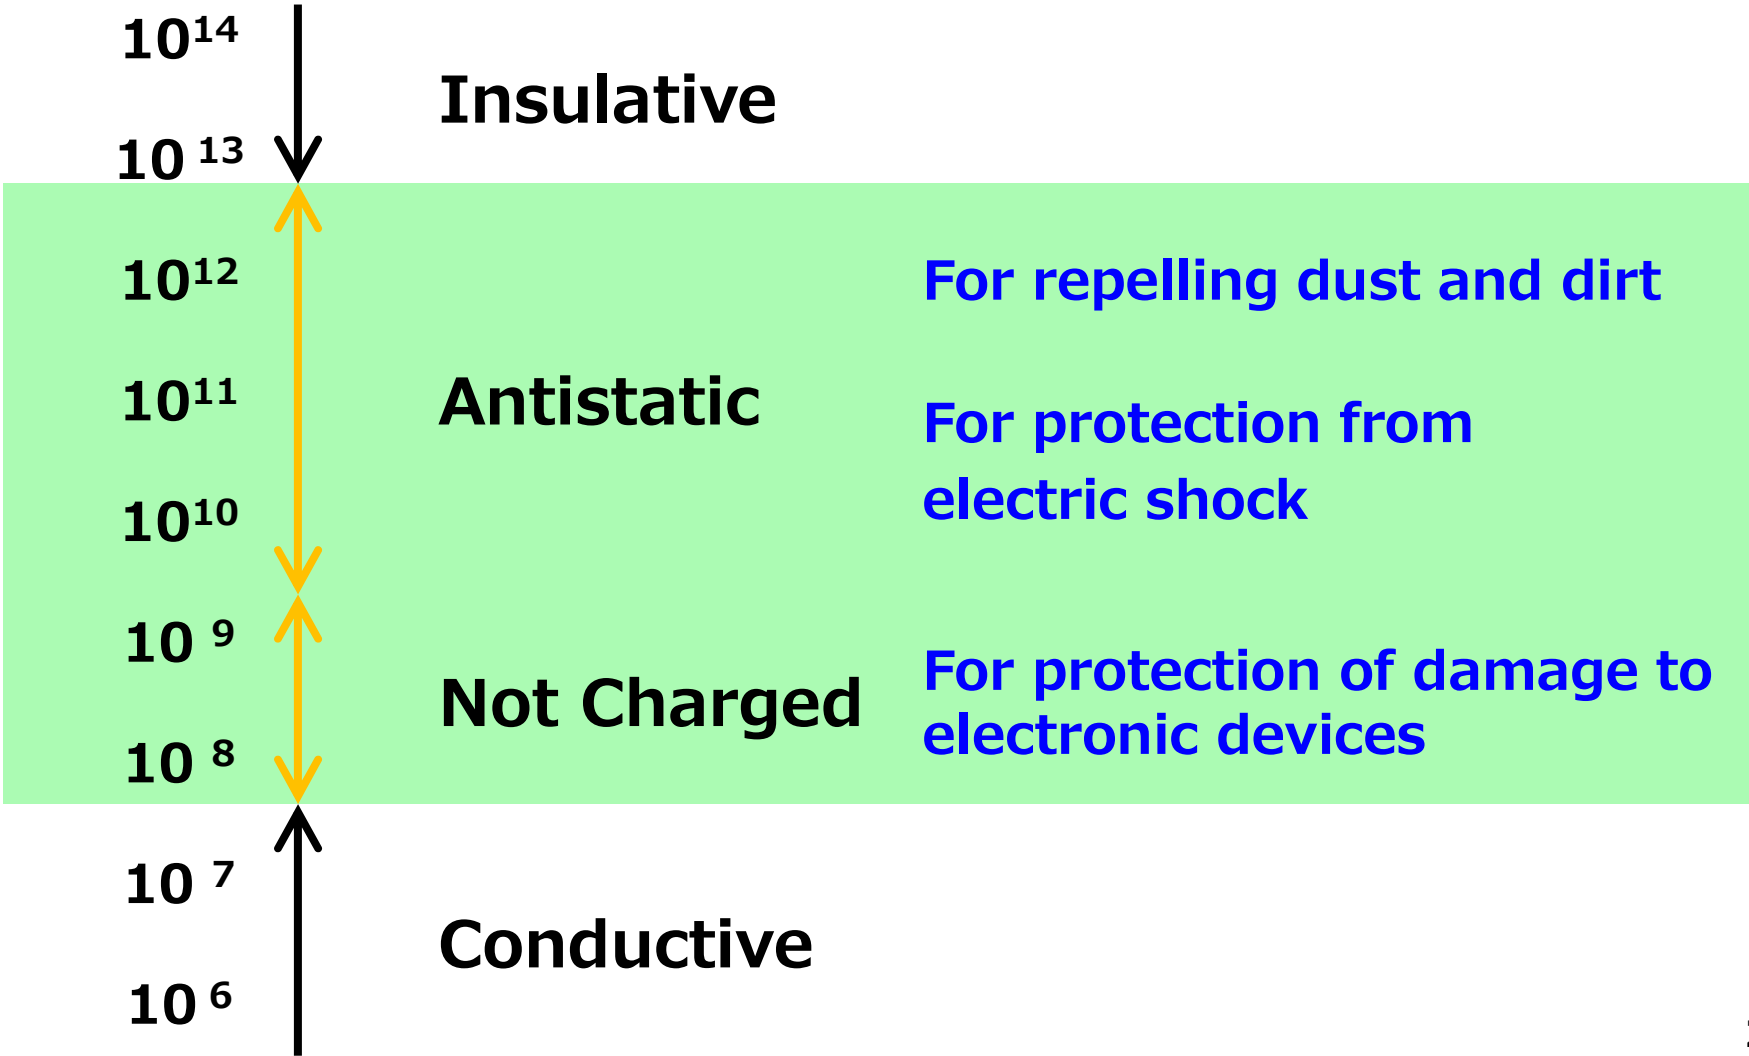 10¹⁴
Insulative
10 ¹³
10¹² For repelling dust and dirt
10¹¹ Antistatic For protection from
electric shock
10¹⁰
10 ⁹
For protection of damage to
Not Charged
electronic devices
10 ⁸
10 ⁷
Conductive
10 ⁶